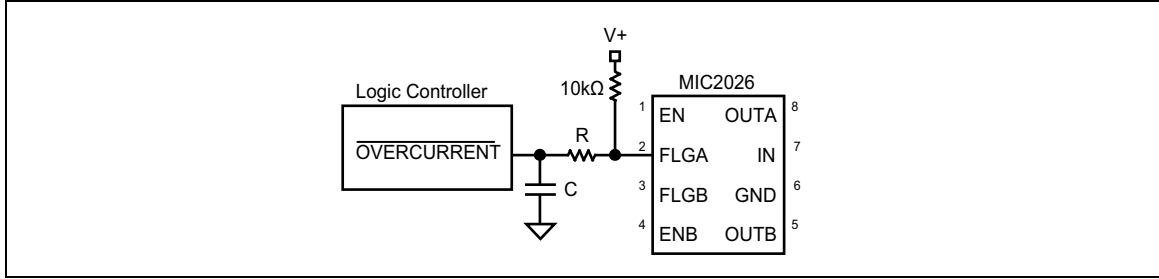 V+
10kΩ
MIC2026
Logic Controller
OVERCURRENT
R
C
1 EN OUTA 8
2 FLGA IN 7
3 FLGB GND 6
4 ENB OUTB 5